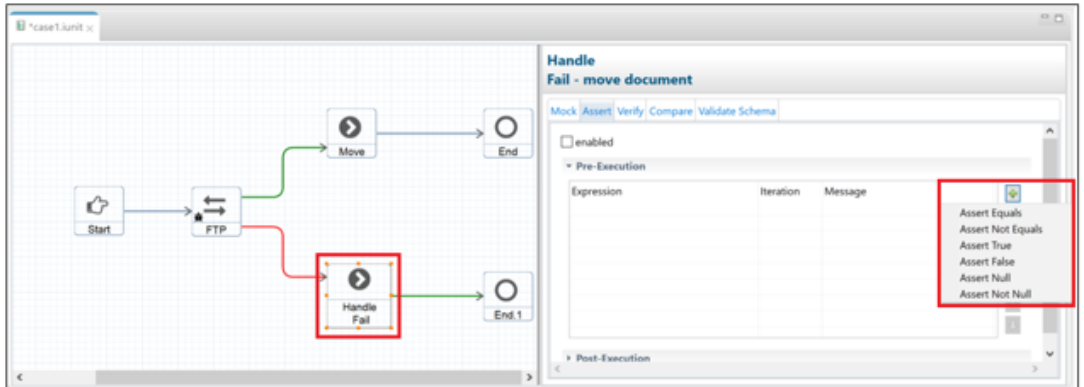 *case1.iunit
Handle
Fail - move document
Mock Assert Verify Compare Validate Schema
enabled
Pre-Execution
Expression Iteration Message
Assert Equals
Assert Not Equals
Assert True
Assert False
Assert Null
Assert Not Null
Post-Execution
Move
End
Start
FTP
Handle
Fail
End.1